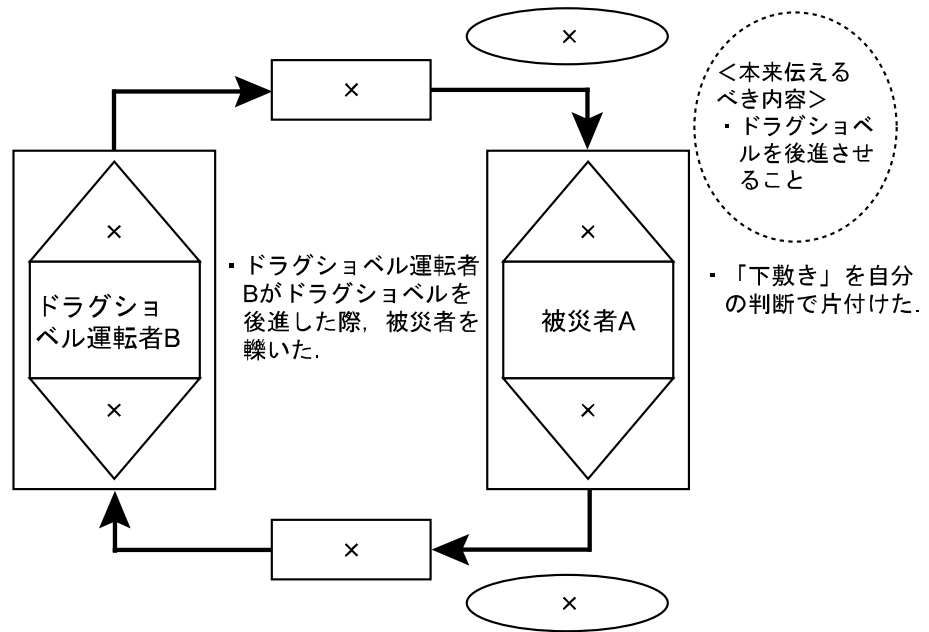 ×
×
＜本来伝える
べき内容＞
・ドラグショベ
ルを後進させ
ること
×
×
・ドラグショベル運転者
Bがドラグショベルを
後進した際，被災者を
轢いた．
・「下敷き」を自分
の判断で片付けた．
ドラグショ
ベル運転者B
被災者A
×
×
×
×